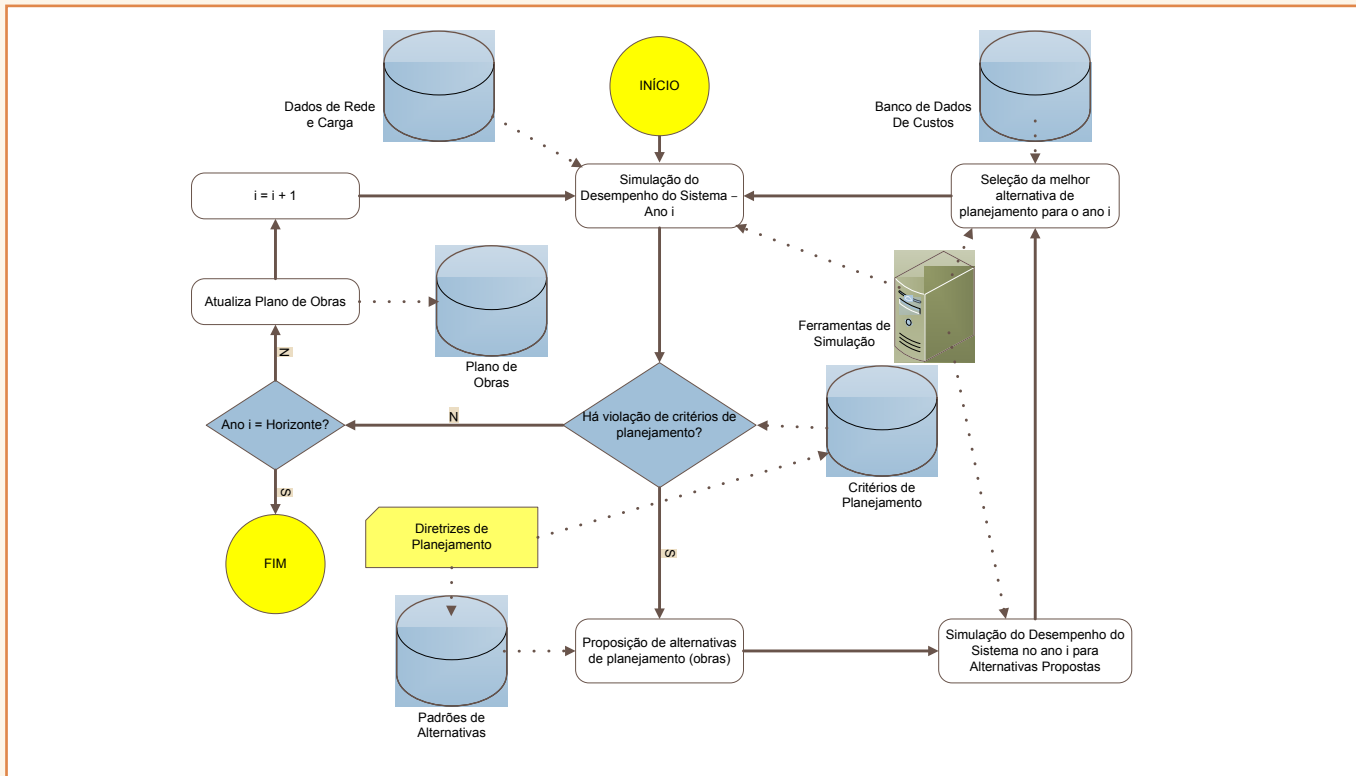 INÍCIO
Dados de Rede
e Carga
Banco de Dados
De Custos
i = i + 1
Simulação do
Desempenho do Sistema –
Ano i
Seleção da melhor
alternativa de
planejamento para o ano i
Atualiza Plano de Obras
Ferramentas de
Simulação
Plano de
Obras
N
Ano i = Horizonte?
N
Há violação de critérios de
planejamento?
Critérios de
Planejamento
S
Diretrizes de
Planejamento
S
FIM
Proposição de alternativas
de planejamento (obras)
Simulação do Desempenho do
Sistema no ano i para
Alternativas Propostas
Padrões de
Alternativas